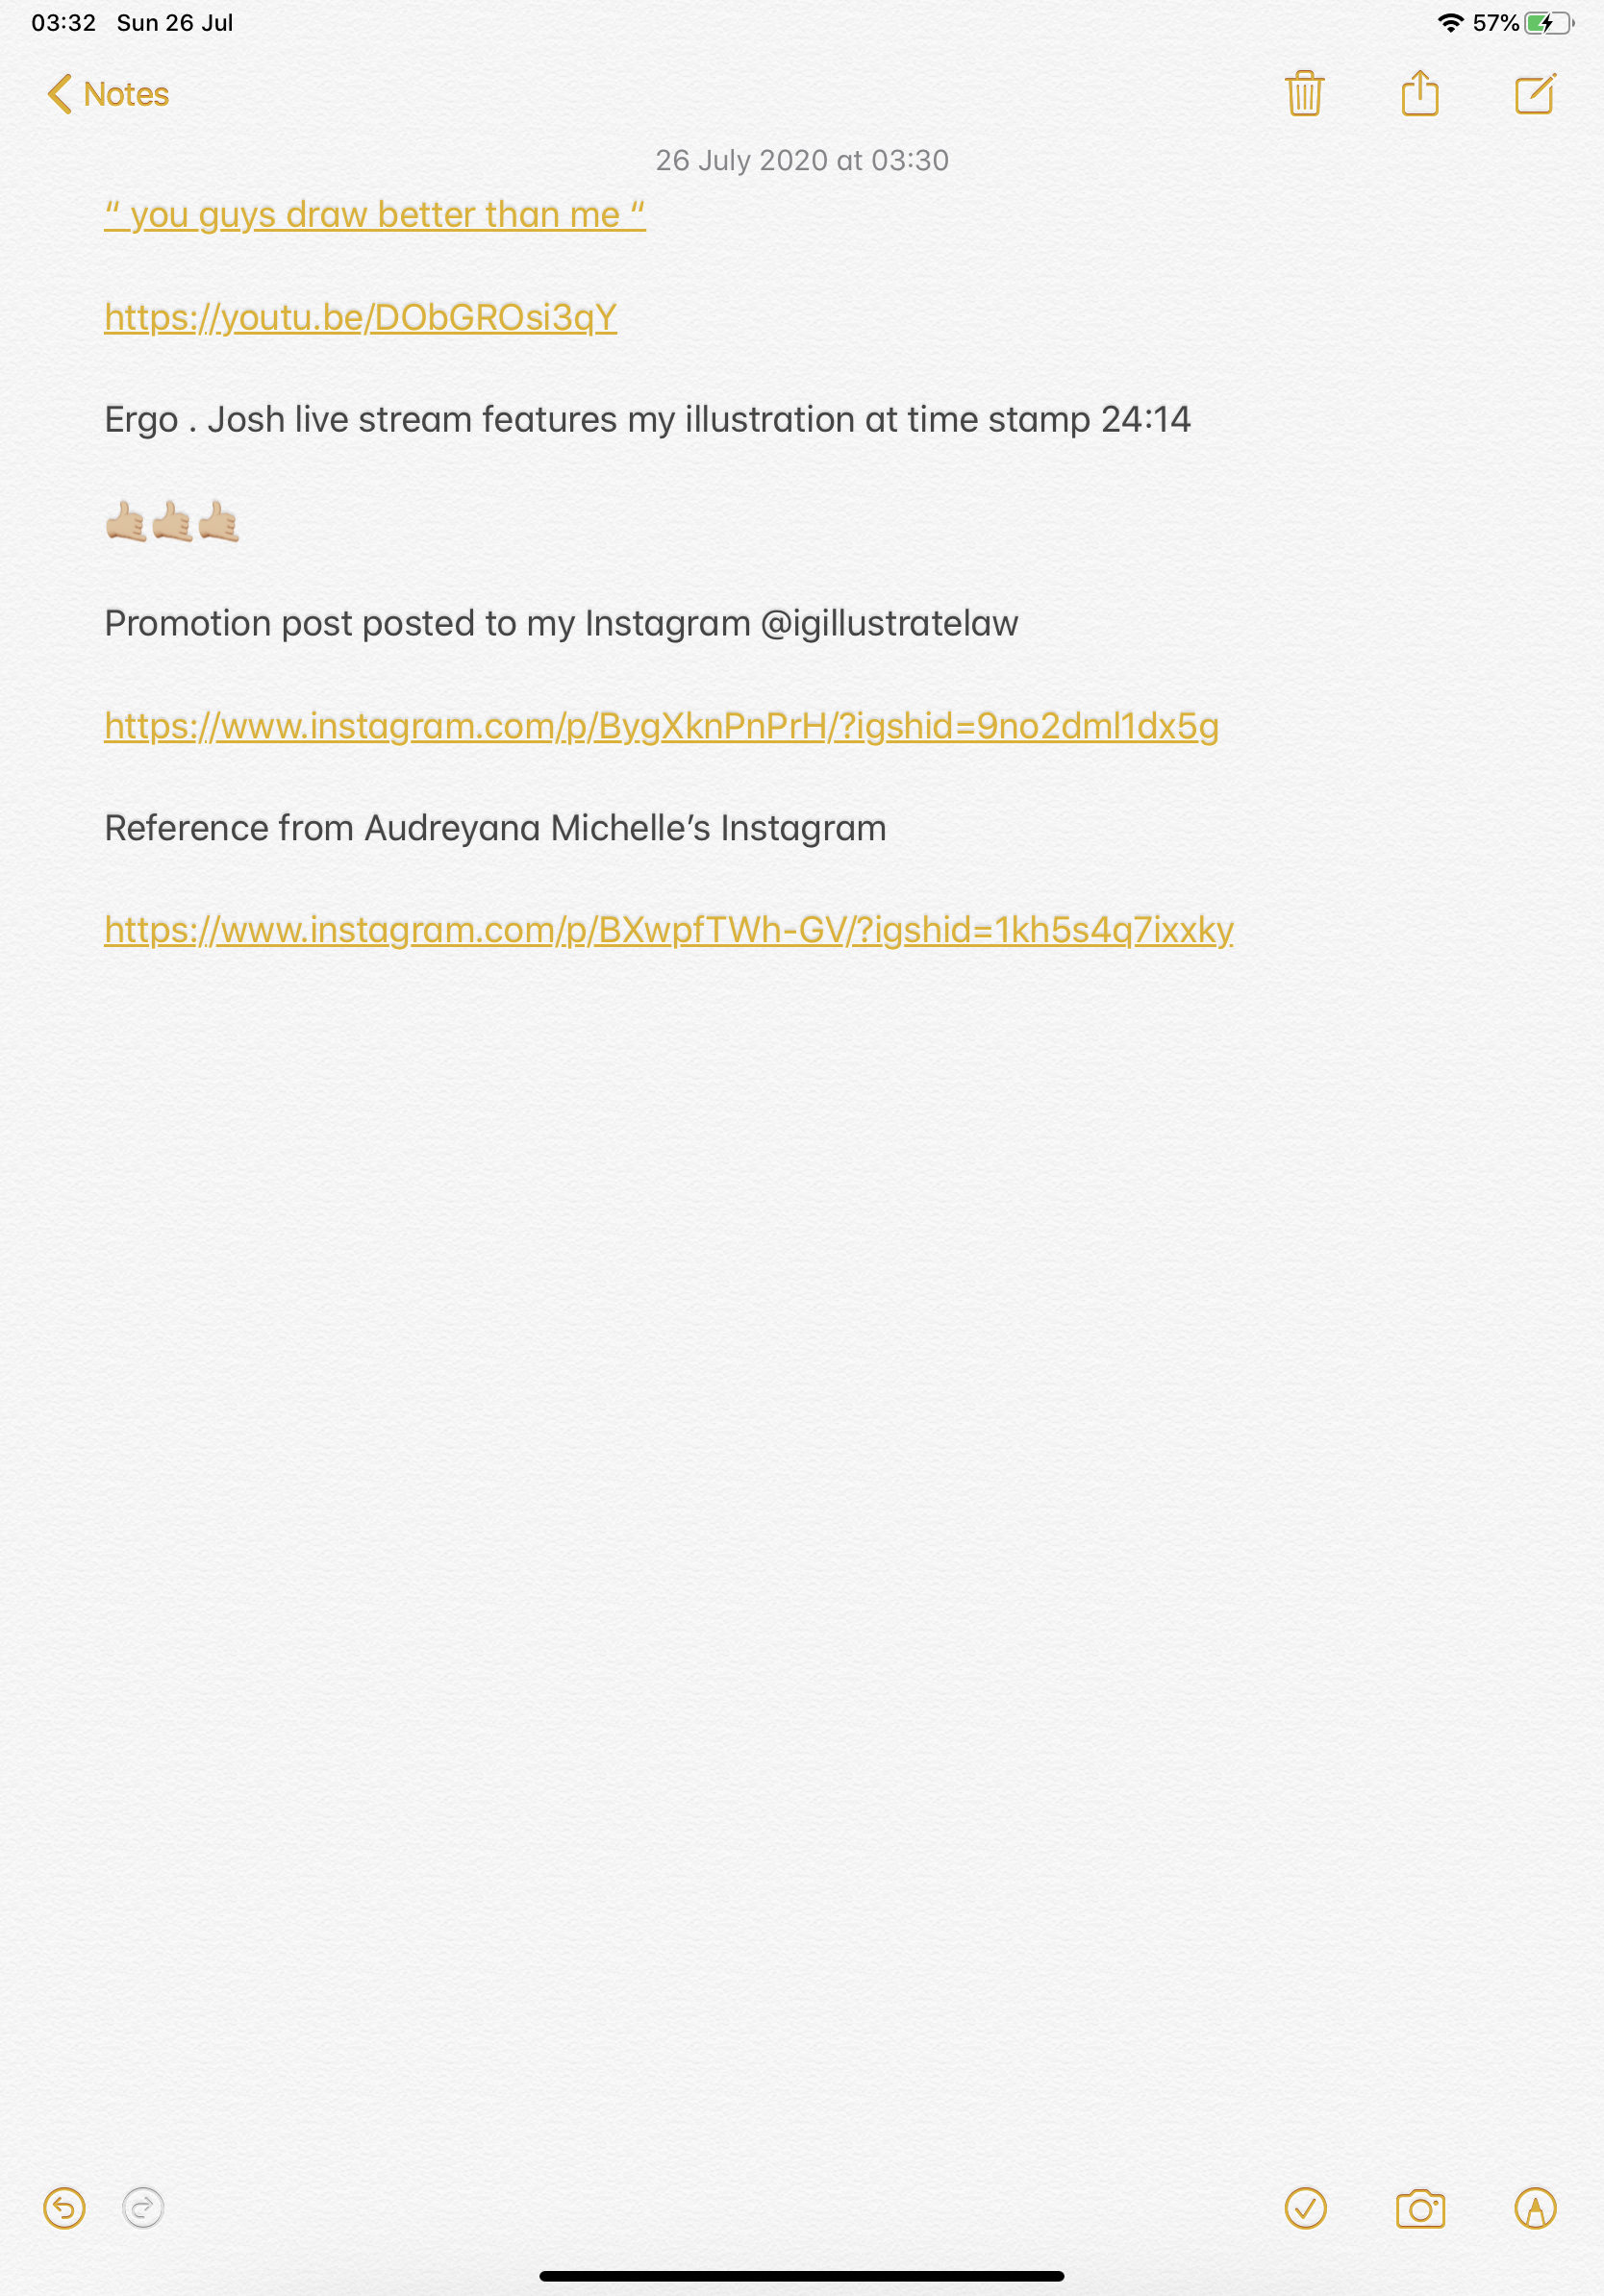 03:32 Sun 26 Jul 57%
Notes
26 July 2020 at 03:30
“ you guys draw better than me “
https://youtu.be/DObGROsi3qY
Ergo . Josh live stream features my illustration at time stamp 24:14
🤙🏼🤙🏼🤙🏼
Promotion post posted to my Instagram @igillustratelaw
https://www.instagram.com/p/BygXknPnPrH/?igshid=9no2dml1dx5g
Reference from Audreyana Michelle’s Instagram
https://www.instagram.com/p/BXwpfTWh-GV/?igshid=1kh5s4q7ixxky